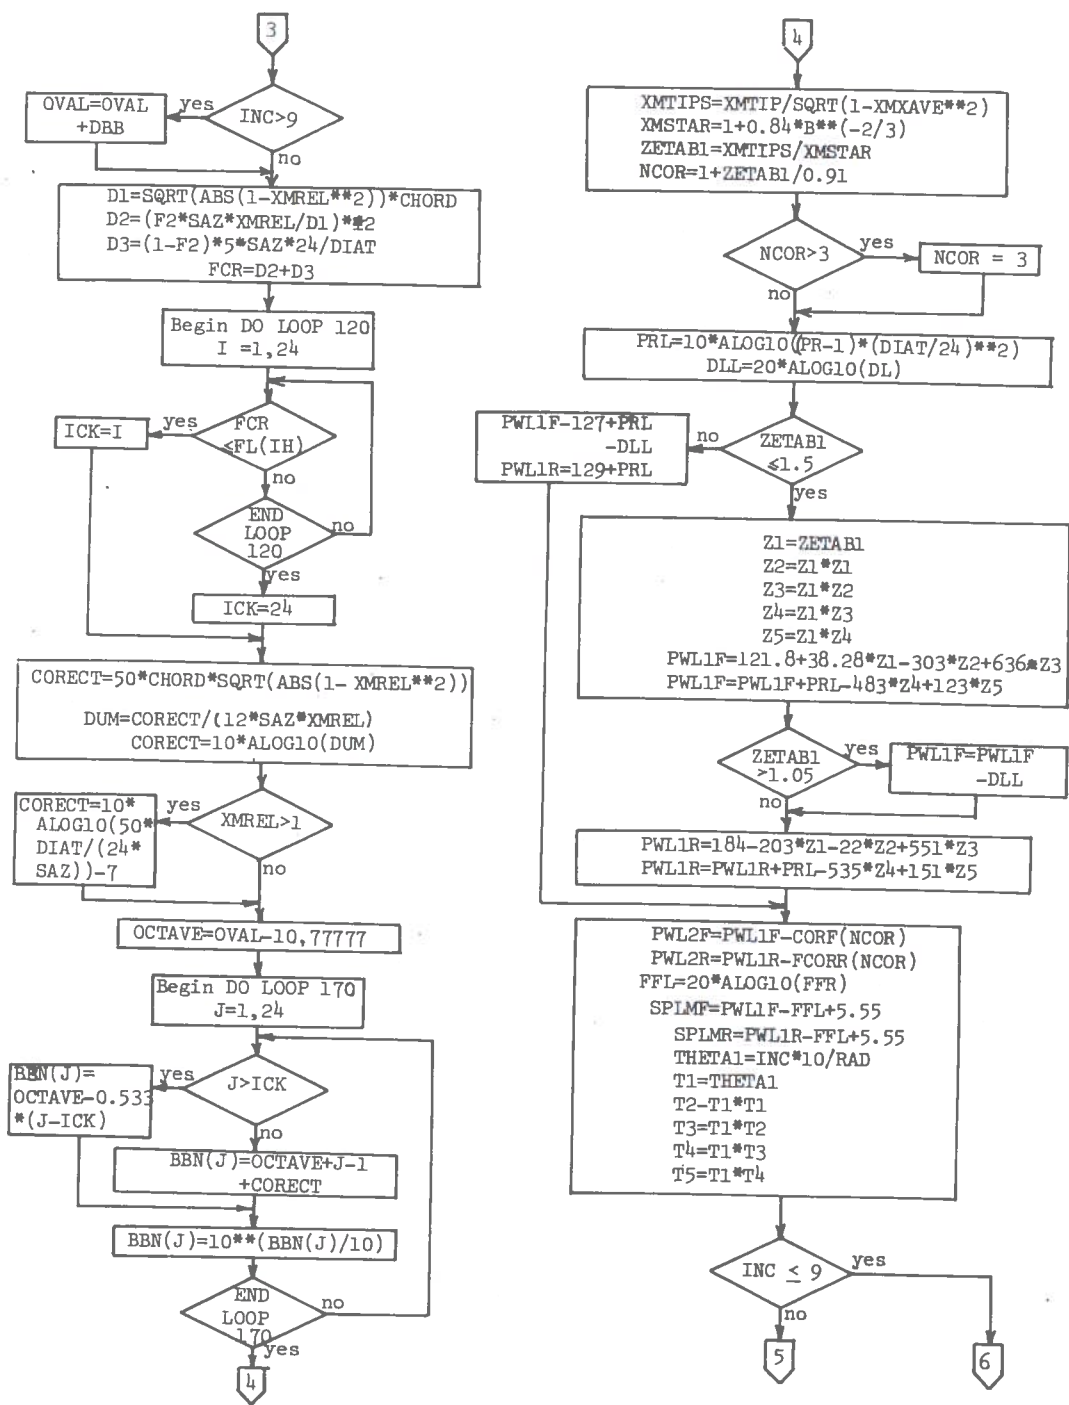 3
INC>9
yes
OVAL=OVAL
+DBB
no
D1=SQRT(ABS(1-XMREL**2))*CHORD
D2=(F2*SAZ*XMREL/D1)**2
D3=(1-F2)*5*SAZ*24/DIAT
FCR=D2+D3
Begin DO LOOP 120
I =1,24
FCR
≤FL(IH)
yes
ICK=I
no
END
LOOP
120
no
yes
ICK=24
CORECT=50*CHORD*SQRT(ABS(1- XMREL**2))
DUM=CORECT/(12*SAZ*XMREL)
CORECT=10*ALOG10(DUM)
XMREL>1
yes
CORECT=10*
ALOG10(50*
DIAT/(24*
SAZ))-7
no
OCTAVE=OVAL-10,77777
Begin DO LOOP 170
J=1,24
J>ICK
yes
BBN(J)=
OCTAVE-0.533
*(J-ICK)
no
BBN(J)=OCTAVE+J-1
+CORECT
BBN(J)=10**(BBN(J)/10)
END
LOOP
170
no
yes
4
4
XMTIPS=XMTIP/SQRT(1-XMXAVE**2)
XMSTAR=1+0.84*B**(-2/3)
ZETAB1=XMTIPS/XMSTAR
NCOR=1+ZETAB1/0.91
NCOR>3
yes
NCOR = 3
no
PRL=10*ALOG10((PR-1)*(DIAT/24)**2)
DLL=20*ALOG10(DL)
ZETAB1
≤1.5
no
PWL1F-127+PRL
-DLL
PWL1R=129+PRL
yes
Z1=ZETAB1
Z2=Z1*Z1
Z3=Z1*Z2
Z4=Z1*Z3
Z5=Z1*Z4
PWL1F=121.8+38.28*Z1-303*Z2+636*Z3
PWL1F=PWL1F+PRL-483*Z4+123*Z5
ZETAB1
>1.05
yes
PWL1F=PWL1F
-DLL
no
PWL1R=184-203*Z1-22*Z2+551*Z3
PWL1R=PWL1R+PRL-535*Z4+151*Z5
PWL2F=PWL1F-CORF(NCOR)
PWL2R=PWL1R-FCORR(NCOR)
FFL=20*ALOG10(FFR)
SPLMF=PWL1F-FFL+5.55
SPLMR=PWL1R-FFL+5.55
THETA1=INC*10/RAD
T1=THETA1
T2-T1*T1
T3=T1*T2
T4=T1*T3
T5=T1*T4
INC ≤ 9
yes
no
5
6